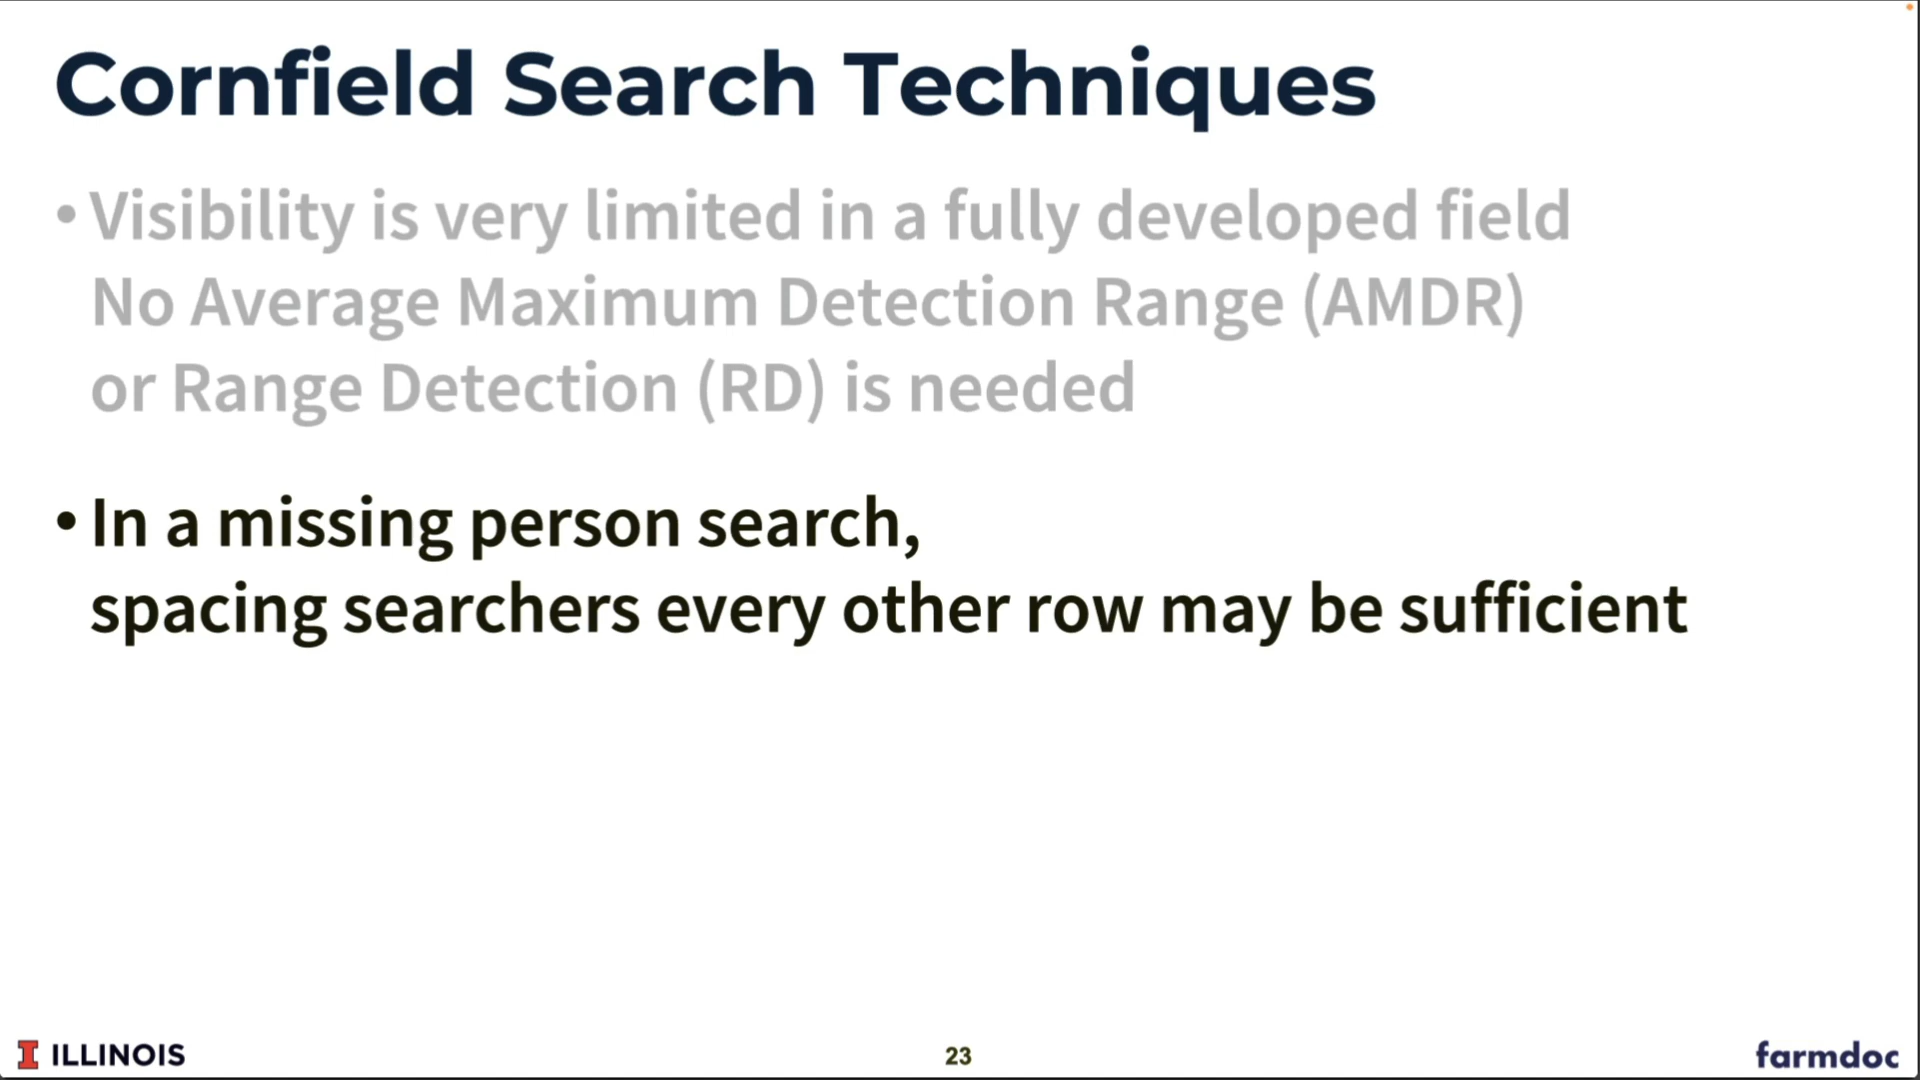 Cornfield Search Techniques
• Visibility is very limited in a fully developed field
No Average Maximum Detection Range (AMDR)
or Range Detection (RD) is needed
• In a missing person search,
spacing searchers every other row may be sufficient
I ILLINOIS
23
farmdoc